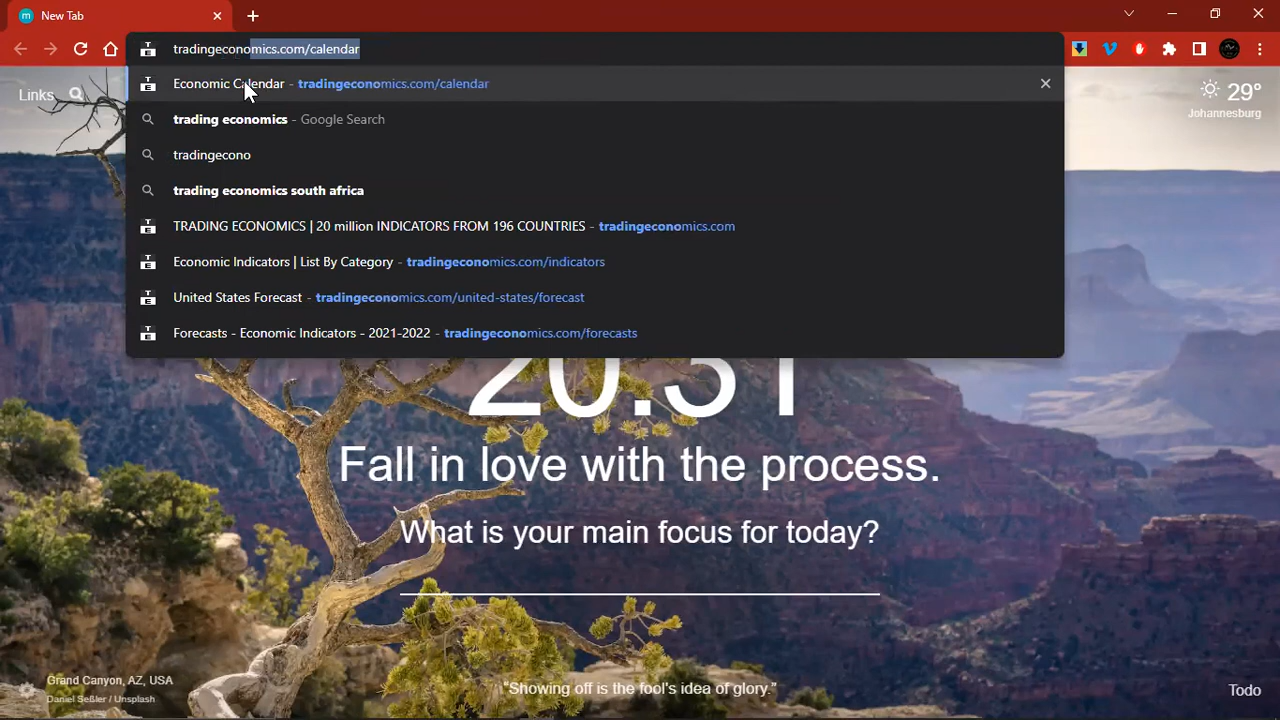 New Tab
tradingeconomics.com/calendar
Links
Economic Calendar - tradingeconomics.com/calendar
29°
Johannesburg
trading economics - Google Search
tradingecono
trading economics south africa
TRADING ECONOMICS | 20 million INDICATORS FROM 196 COUNTRIES - tradingeconomics.com
Economic Indicators | List By Category - tradingeconomics.com/indicators
United States Forecast - tradingeconomics.com/united-states/forecast
Forecasts - Economic Indicators - 2021-2022 - tradingeconomics.com/forecasts
20:31
Fall in love with the process.
What is your main focus for today?
Grand Canyon, AZ, USA
Daniel Seßler / Unsplash
"Showing off is the fool's idea of glory."
Todo